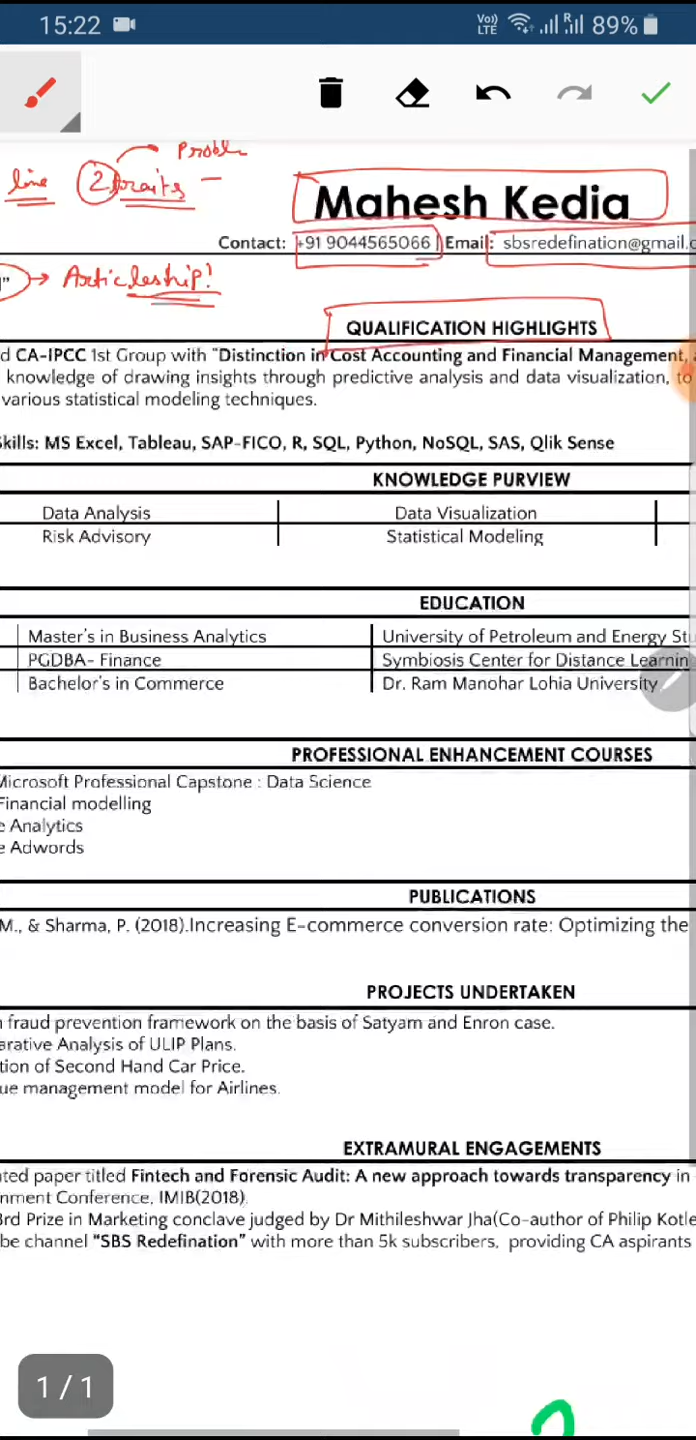 15:22 Vo)) LTE R 89%
Probl
line 2 traits –
Mahesh Kedia
Contact: +91 9044565066 | Email: sbsredefination@gmail.c
" → Articleship!
QUALIFICATION HIGHLIGHTS
d CA-IPCC 1st Group with "Distinction in Cost Accounting and Financial Management,
knowledge of drawing insights through predictive analysis and data visualization, to
various statistical modeling techniques.
Skills: MS Excel, Tableau, SAP-FICO, R, SQL, Python, NoSQL, SAS, Qlik Sense
KNOWLEDGE PURVIEW
Data Analysis Data Visualization
Risk Advisory Statistical Modeling
EDUCATION
Master's in Business Analytics University of Petroleum and Energy Stu
PGDBA- Finance Symbiosis Center for Distance Learnin
Bachelor's in Commerce Dr. Ram Manohar Lohia University
PROFESSIONAL ENHANCEMENT COURSES
Microsoft Professional Capstone : Data Science
Financial modelling
e Analytics
e Adwords
PUBLICATIONS
M., & Sharma, P. (2018).Increasing E-commerce conversion rate: Optimizing the
PROJECTS UNDERTAKEN
fraud prevention framework on the basis of Satyam and Enron case.
arative Analysis of ULIP Plans.
tion of Second Hand Car Price.
ue management model for Airlines.
EXTRAMURAL ENGAGEMENTS
ted paper titled Fintech and Forensic Audit: A new approach towards transparency in
nment Conference, IMIB(2018).
3rd Prize in Marketing conclave judged by Dr Mithileshwar Jha(Co-author of Philip Kotle
be channel "SBS Redefination" with more than 5k subscribers, providing CA aspirants
1 / 1